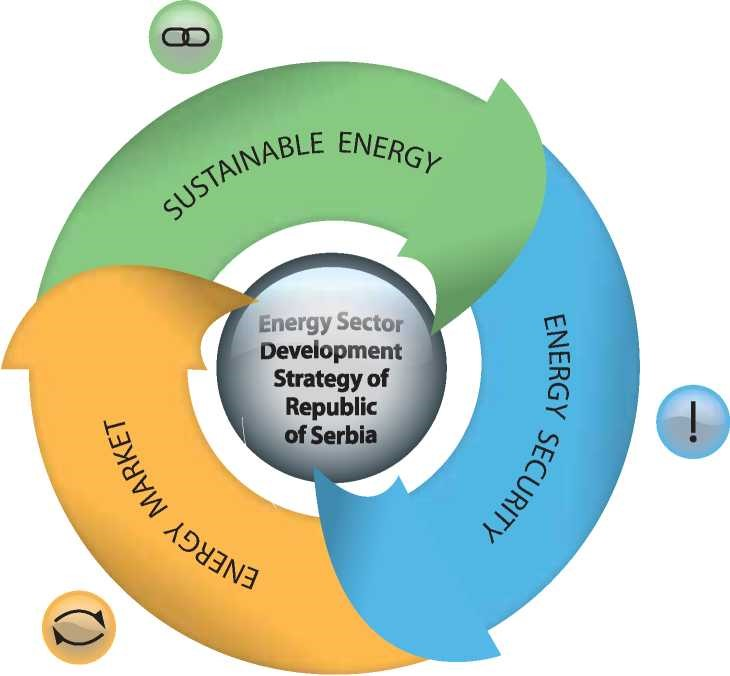 SUSTAINABLE ENERGY
Energy Sector
Development
Strategy of
Republic
of Serbia
ENERGY SECURITY
ENERGY MARKET
!